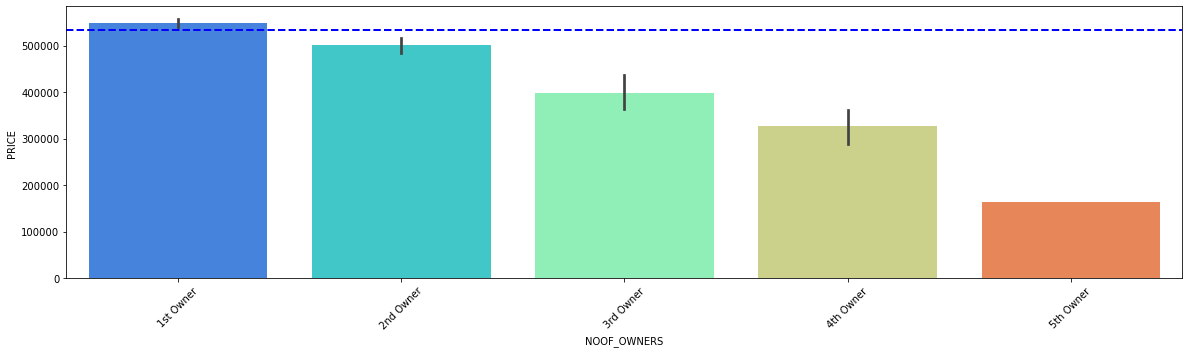 PRICE
500000
400000
300000
200000
100000
0
1st Owner
2nd Owner
3rd Owner
4th Owner
5th Owner
NOOF_OWNERS